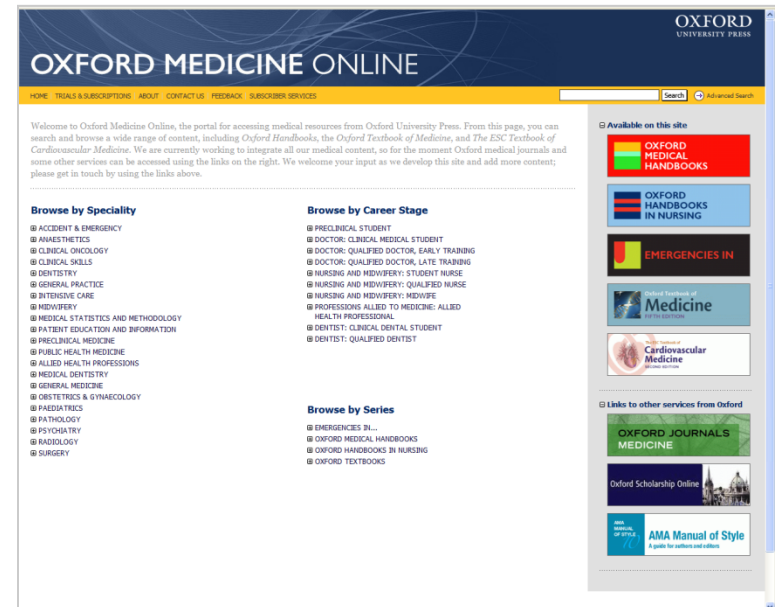 OXFORD
UNIVERSITY PRESS
OXFORD MEDICINE ONLINE
HOME TRIALS & SUBSCRIPTIONS ABOUT CONTACT US FEEDBACK SUBSCRIBER SERVICES
Search Advanced Search
Welcome to Oxford Medicine Online, the portal for accessing medical resources from Oxford University Press. From this page, you can
search and browse a wide range of content, including Oxford Handbooks, the Oxford Textbook of Medicine, and The ESC Textbook of
Cardiovascular Medicine. We are currently working to integrate all our medical content, so for the moment Oxford medical journals and
some other services can be accessed using the links on the right. We welcome your input as we develop this site and add more content;
please get in touch by using the links above.
Browse by Speciality
ACCIDENT & EMERGENCY
ANAESTHETICS
CLINICAL ONCOLOGY
CLINICAL SKILLS
DENTISTRY
GENERAL PRACTICE
INTENSIVE CARE
MIDWIFERY
MEDICAL STATISTICS AND METHODOLOGY
PATIENT EDUCATION AND INFORMATION
PRECLINICAL MEDICINE
PUBLIC HEALTH MEDICINE
ALLIED HEALTH PROFESSIONS
MEDICAL DENTISTRY
GENERAL MEDICINE
OBSTETRICS & GYNAECOLOGY
PAEDIATRICS
PATHOLOGY
PSYCHIATRY
RADIOLOGY
SURGERY
Browse by Career Stage
PRECLINICAL STUDENT
DOCTOR: CLINICAL MEDICAL STUDENT
DOCTOR: QUALIFIED DOCTOR, EARLY TRAINING
DOCTOR: QUALIFIED DOCTOR, LATE TRAINING
NURSING AND MIDWIFERY: STUDENT NURSE
NURSING AND MIDWIFERY: QUALIFIED NURSE
NURSING AND MIDWIFERY: MIDWIFE
PROFESSIONS ALLIED TO MEDICINE: ALLIED
HEALTH PROFESSIONAL
DENTIST: CLINICAL DENTAL STUDENT
DENTIST: QUALIFIED DENTIST
Browse by Series
EMERGENCIES IN...
OXFORD MEDICAL HANDBOOKS
OXFORD HANDBOOKS IN NURSING
OXFORD TEXTBOOKS
Available on this site
OXFORD
MEDICAL
HANDBOOKS
OXFORD
HANDBOOKS
IN NURSING
EMERGENCIES IN
Oxford Textbook of
Medicine
FIFTH EDITION
The ESC Textbook of
Cardiovascular
Medicine
SECOND EDITION
Links to other services from Oxford
OXFORD JOURNALS
MEDICINE
Oxford Scholarship Online
AMA
MANUAL
OF STYLE
10
AMA Manual of Style
A guide for authors and editors